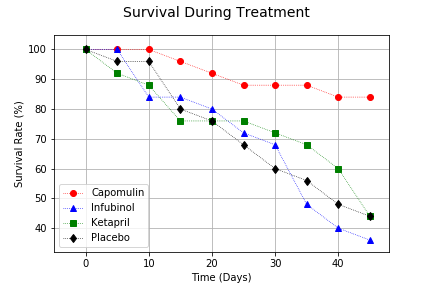 Survival During Treatment
Survival Rate (%)
100
90
80
70
60
50
40
Capomulin
Infubinol
Ketapril
Placebo
0
10
20
30
40
Time (Days)